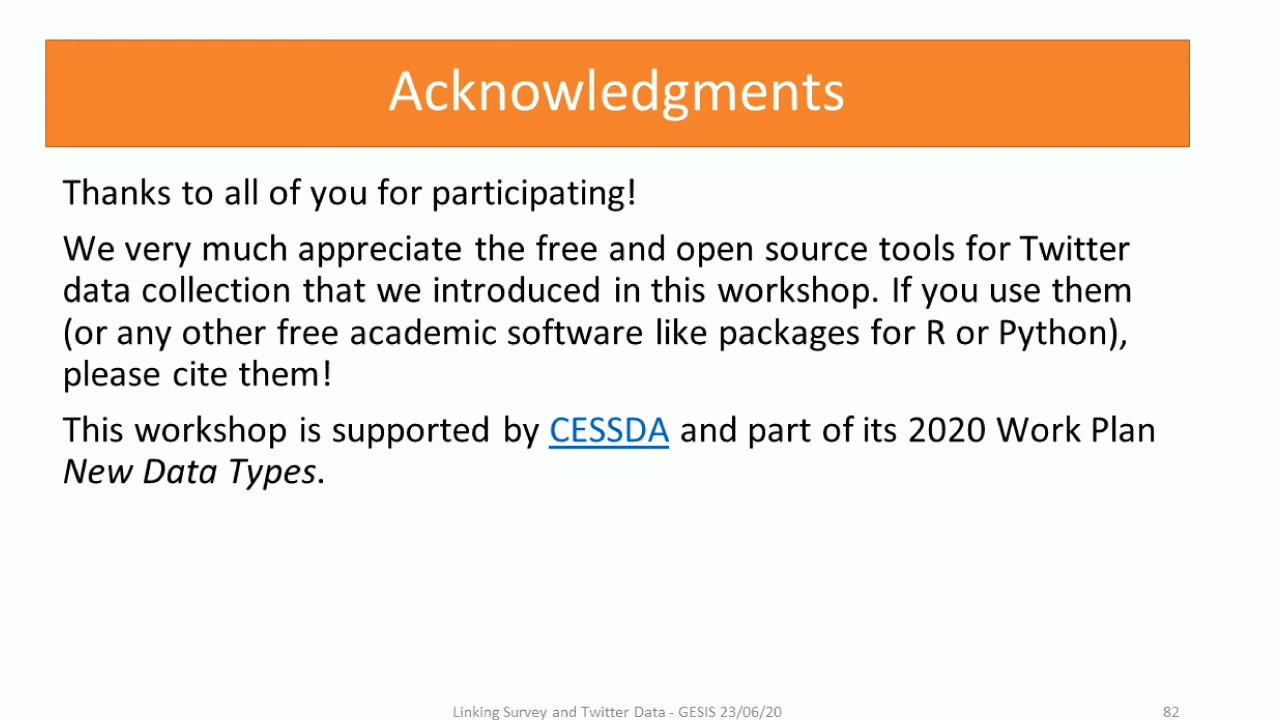 Acknowledgments
Thanks to all of you for participating!
We very much appreciate the free and open source tools for Twitter
data collection that we introduced in this workshop. If you use them
(or any other free academic software like packages for R or Python),
please cite them!
This workshop is supported by CESSDA and part of its 2020 Work Plan
New Data Types.
Linking Survey and Twitter Data - GESIS 23/06/20
82